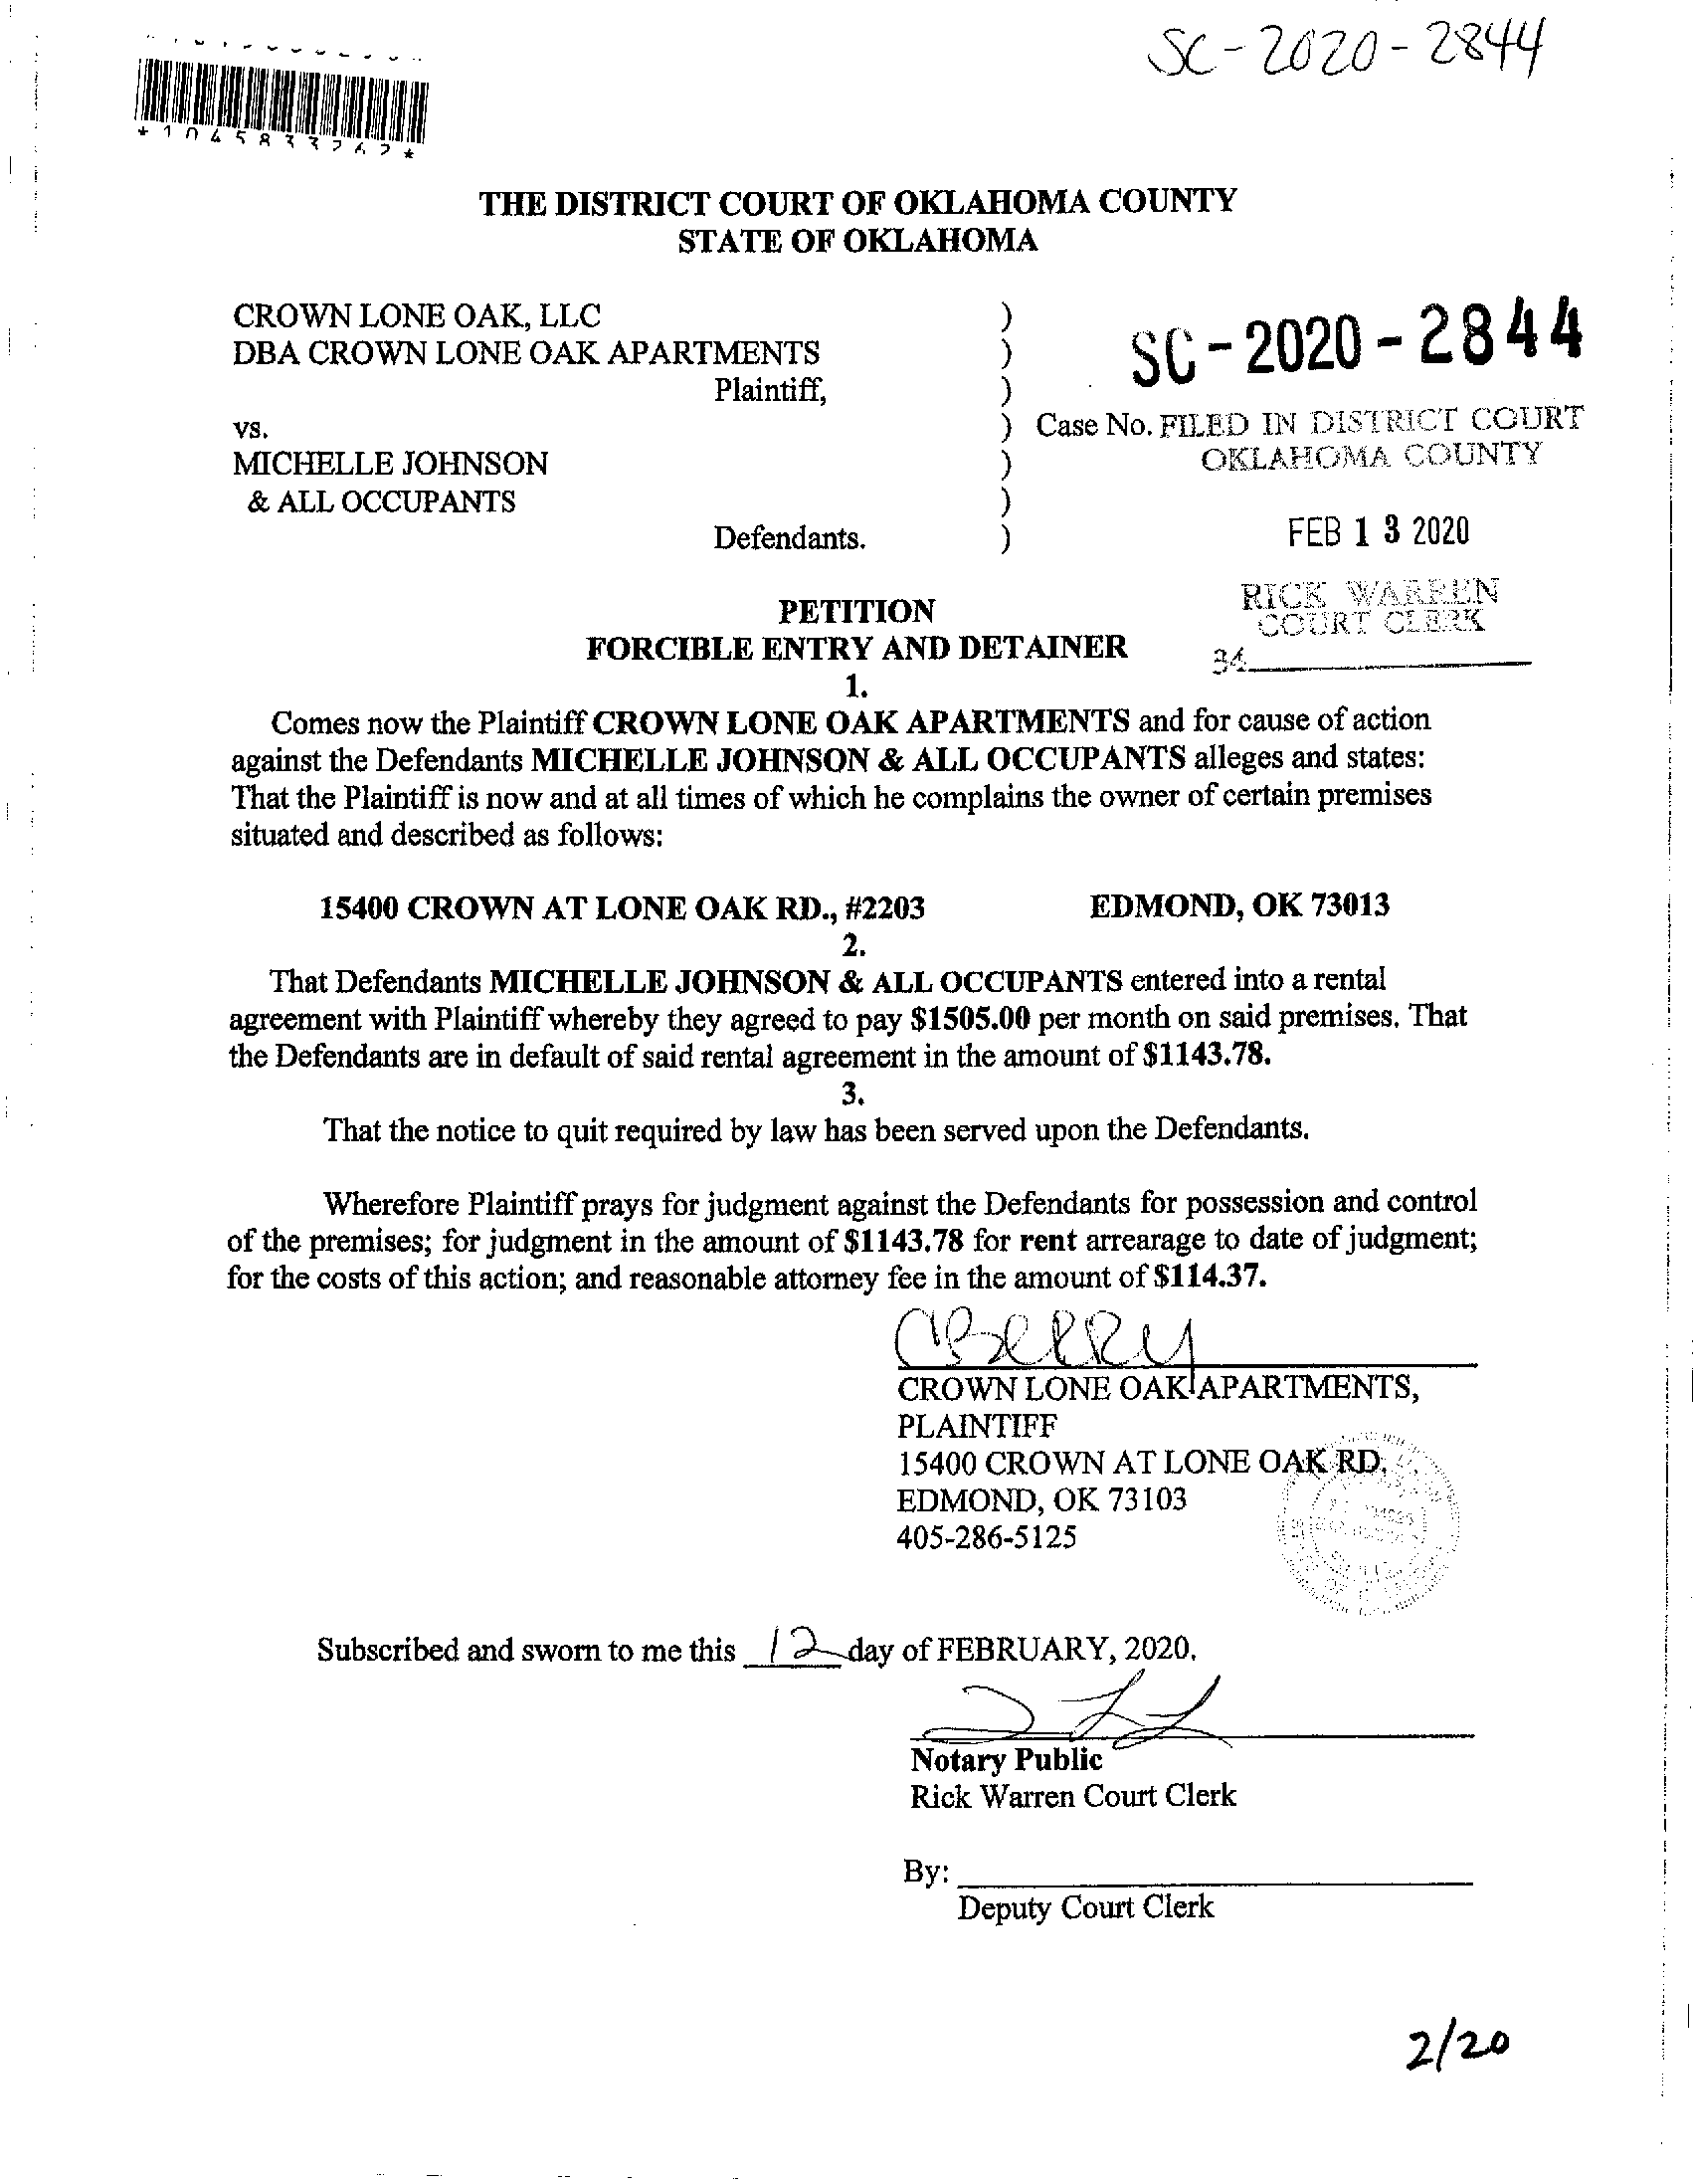 SC-2020-2844
*1045833262*
THE DISTRICT COURT OF OKLAHOMA COUNTY
STATE OF OKLAHOMA
CROWN LONE OAK, LLC )
DBA CROWN LONE OAK APARTMENTS ) SC-2020-2844
Plaintiff, )
vs. ) Case No. FILED IN DISTRICT COURT
MICHELLE JOHNSON ) OKLAHOMA COUNTY
& ALL OCCUPANTS )
Defendants. ) FEB 13 2020
RICK WARREN
COURT CLERK
34
PETITION
FORCIBLE ENTRY AND DETAINER
1.
Comes now the Plaintiff CROWN LONE OAK APARTMENTS and for cause of action
against the Defendants MICHELLE JOHNSON & ALL OCCUPANTS alleges and states:
That the Plaintiff is now and at all times of which he complains the owner of certain premises
situated and described as follows:
15400 CROWN AT LONE OAK RD., #2203 EDMOND, OK 73013
2.
That Defendants MICHELLE JOHNSON & ALL OCCUPANTS entered into a rental
agreement with Plaintiff whereby they agreed to pay $1505.00 per month on said premises. That
the Defendants are in default of said rental agreement in the amount of $1143.78.
3.
That the notice to quit required by law has been served upon the Defendants.
Wherefore Plaintiff prays for judgment against the Defendants for possession and control
of the premises; for judgment in the amount of $1143.78 for rent arrearage to date of judgment;
for the costs of this action; and reasonable attorney fee in the amount of $114.37.
CBerry
CROWN LONE OAK APARTMENTS,
PLAINTIFF
15400 CROWN AT LONE OAK RD.
EDMOND, OK 73103
405-286-5125
Subscribed and sworn to me this 12 day of FEBRUARY, 2020.
Notary Public
Rick Warren Court Clerk
By:
Deputy Court Clerk
2/20